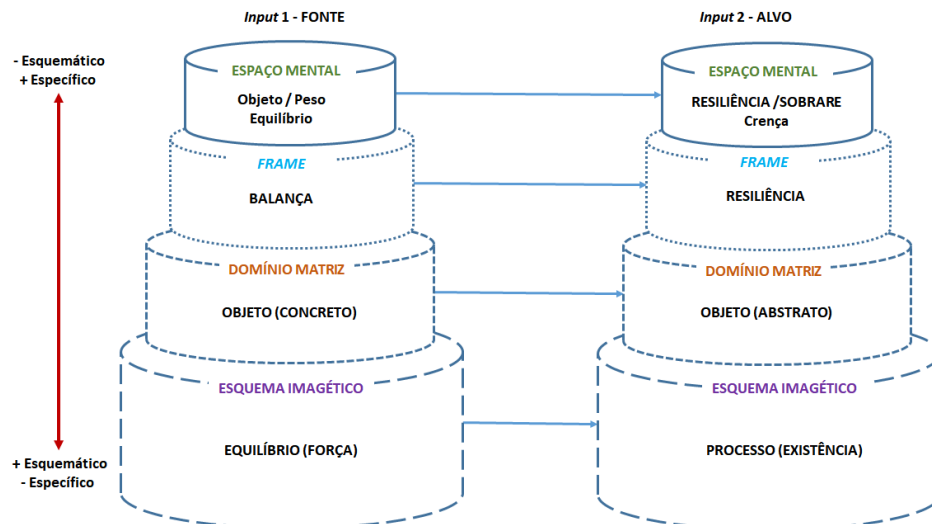 Input 1 - FONTE
Input 2 - ALVO
- Esquemático
+ Específico
ESPAÇO MENTAL
Objeto / Peso
Equilíbrio
ESPAÇO MENTAL
RESILIÊNCIA /SOBRARE
Crença
FRAME
BALANÇA
FRAME
RESILIÊNCIA
DOMÍNIO MATRIZ
OBJETO (CONCRETO)
DOMÍNIO MATRIZ
OBJETO (ABSTRATO)
ESQUEMA IMAGÉTICO
EQUILÍBRIO (FORÇA)
ESQUEMA IMAGÉTICO
PROCESSO (EXISTÊNCIA)
+ Esquemático
- Específico